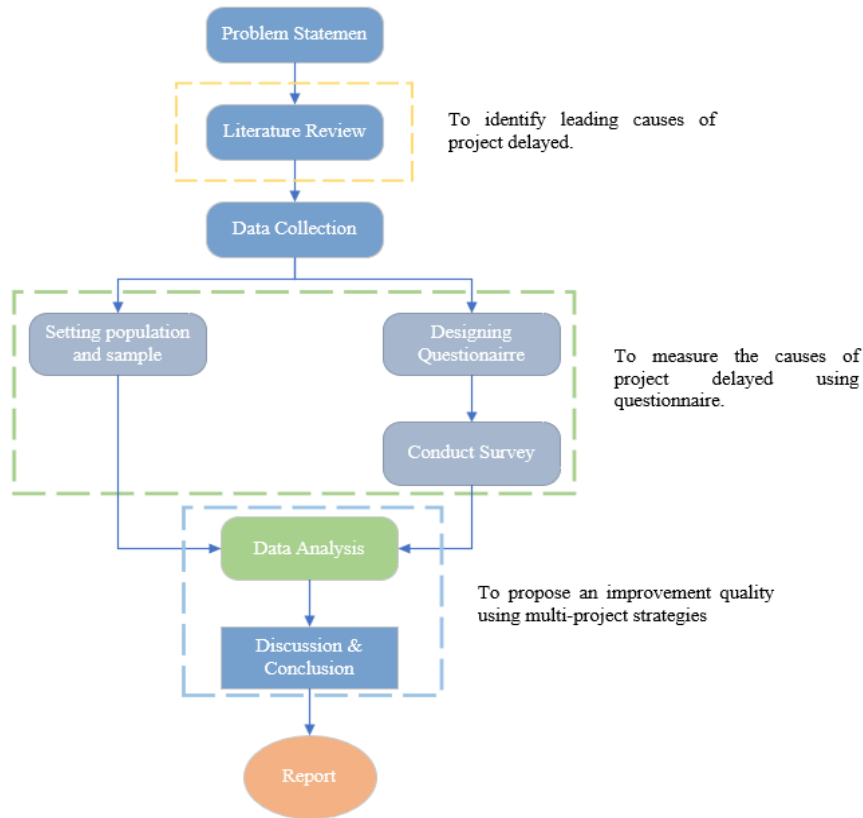 Problem Statemen
Literature Review
To identify leading causes of
project delayed.
Data Collection
Setting population
and sample
Designing
Questionairre
To measure the causes of
project delayed using
questionnaire.
Conduct Survey
Data Analysis
To propose an improvement quality
using multi-project strategies
Discussion &
Conclusion
Report